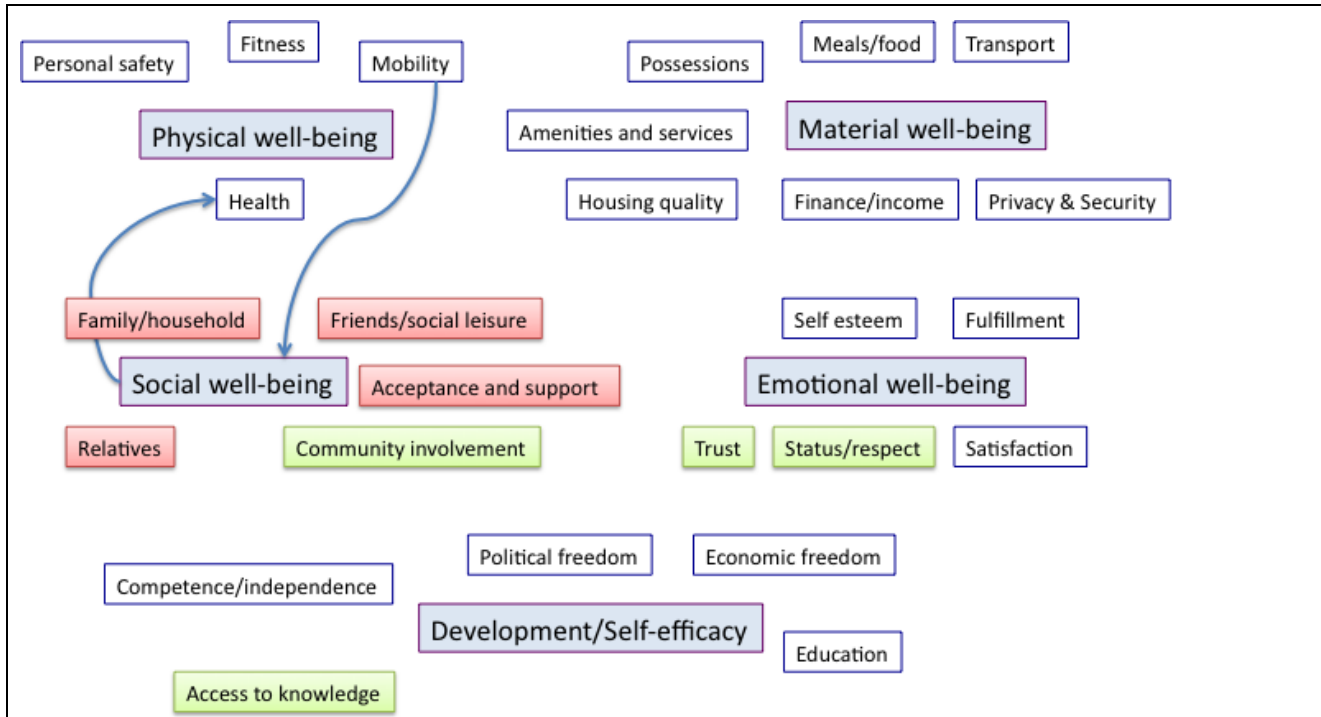 Fitness
Meals/food
Transport
Personal safety
Mobility
Possessions
Physical well-being
Amenities and services
Material well-being
Health
Housing quality
Finance/income
Privacy & Security
Family/household
Friends/social leisure
Self esteem
Fulfillment
Social well-being
Acceptance and support
Emotional well-being
Relatives
Community involvement
Trust
Status/respect
Satisfaction
Political freedom
Economic freedom
Competence/independence
Development/Self-efficacy
Education
Access to knowledge